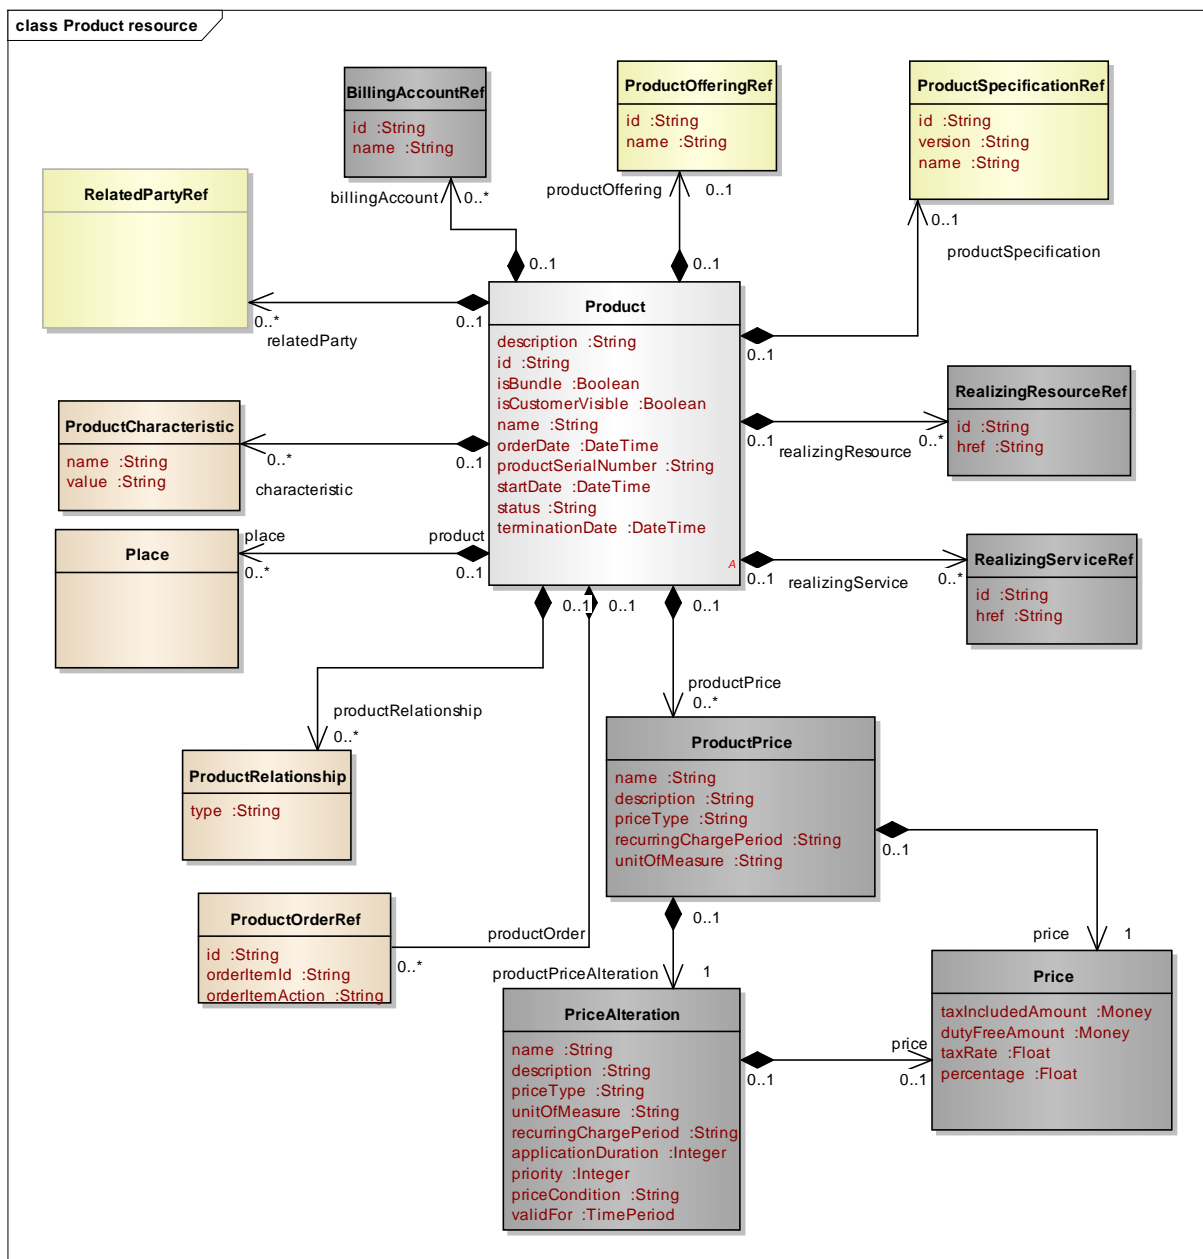 class Product resource
BillingAccountRef
id :String
name :String
ProductOfferingRef
id :String
name :String
ProductSpecificationRef
id :String
version :String
name :String
RelatedPartyRef
billingAccount
0..*
productOffering
0..1
0..1
productSpecification
0..1
0..1
0..*
relatedParty
0..1
Product
description :String
id :String
isBundle :Boolean
isCustomerVisible :Boolean
name :String
orderDate :DateTime
productSerialNumber :String
startDate :DateTime
status :String
terminationDate :DateTime
A
0..1
RealizingResourceRef
id :String
href :String
0..1
realizingResource
0..*
ProductCharacteristic
name :String
value :String
0..*
characteristic
0..1
Place
place
0..*
product
0..1
0..1
realizingService
0..*
RealizingServiceRef
id :String
href :String
0..1
0..1
0..1
productRelationship
0..*
productPrice
0..*
ProductRelationship
type :String
ProductPrice
name :String
description :String
priceType :String
recurringChargePeriod :String
unitOfMeasure :String
0..1
0..1
ProductOrderRef
id :String
orderItemId :String
orderItemAction :String
productOrder
0..*
productPriceAlteration
1
price
1
PriceAlteration
name :String
description :String
priceType :String
unitOfMeasure :String
recurringChargePeriod :String
applicationDuration :Integer
priority :Integer
priceCondition :String
validFor :TimePeriod
0..1
price
0..1
Price
taxIncludedAmount :Money
dutyFreeAmount :Money
taxRate :Float
percentage :Float